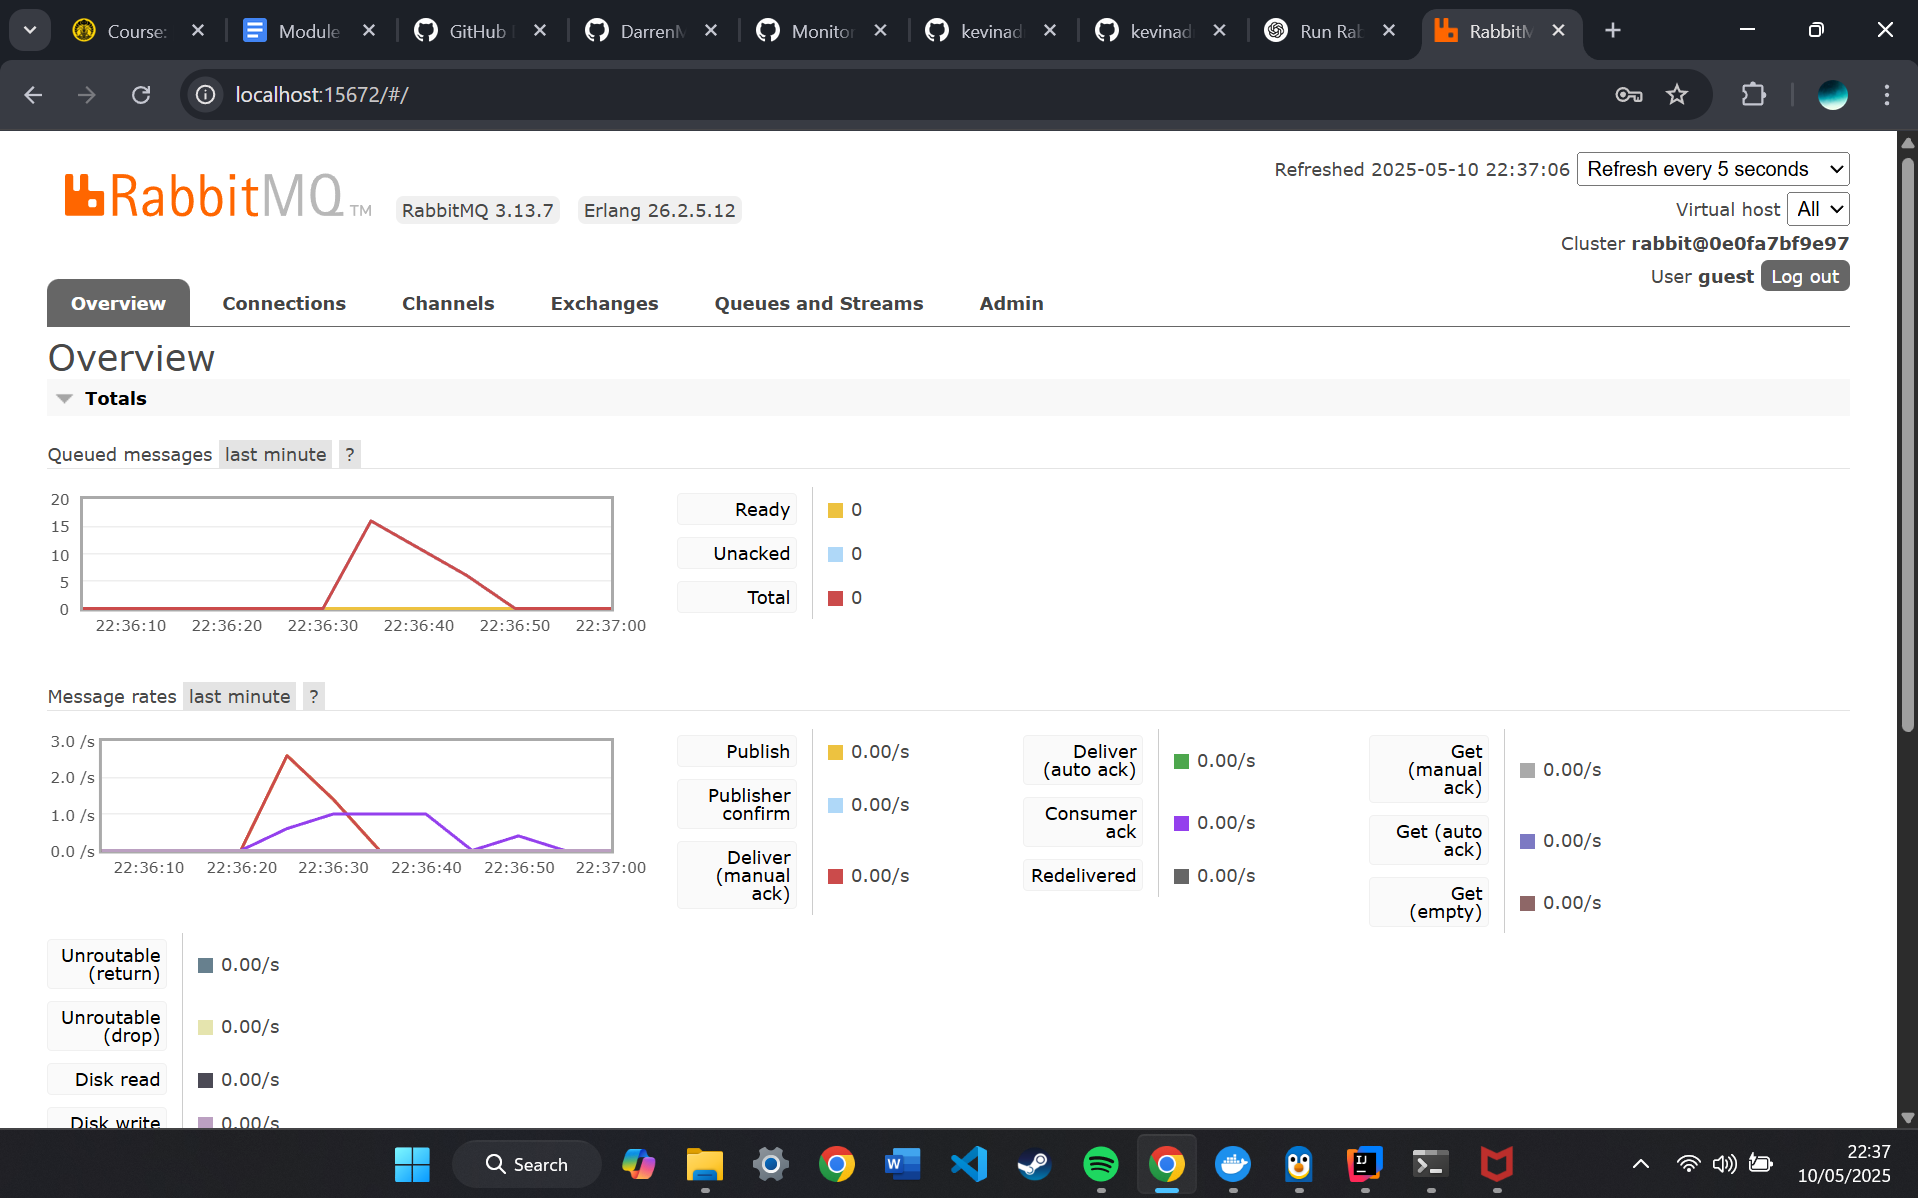 Course:
Module
GitHub
DarrenM
Monitor
kevinad
kevinad
Run Rab
RabbitM
localhost:15672/#/
RabbitMQ TM
RabbitMQ 3.13.7
Erlang 26.2.5.12
Refreshed 2025-05-10 22:37:06
Refresh every 5 seconds
Virtual host
All
Cluster rabbit@0e0fa7bf9e97
User guest
Log out
Overview
Connections
Channels
Exchanges
Queues and Streams
Admin
Overview
Totals
Queued messages last minute ?
20
15
10
5
0
22:36:10 22:36:20 22:36:30 22:36:40 22:36:50 22:37:00
Ready 0
Unacked 0
Total 0
Message rates last minute ?
3.0 /s
2.0 /s
1.0 /s
0.0 /s
22:36:10 22:36:20 22:36:30 22:36:40 22:36:50 22:37:00
Publish 0.00/s
Publisher
confirm 0.00/s
Deliver
(manual
ack) 0.00/s
Deliver
(auto ack) 0.00/s
Consumer
ack 0.00/s
Redelivered 0.00/s
Get
(manual
ack) 0.00/s
Get (auto
ack) 0.00/s
Get
(empty) 0.00/s
Unroutable
(return) 0.00/s
Unroutable
(drop) 0.00/s
Disk read 0.00/s
Disk write 0.00/s
Search
22:37
10/05/2025